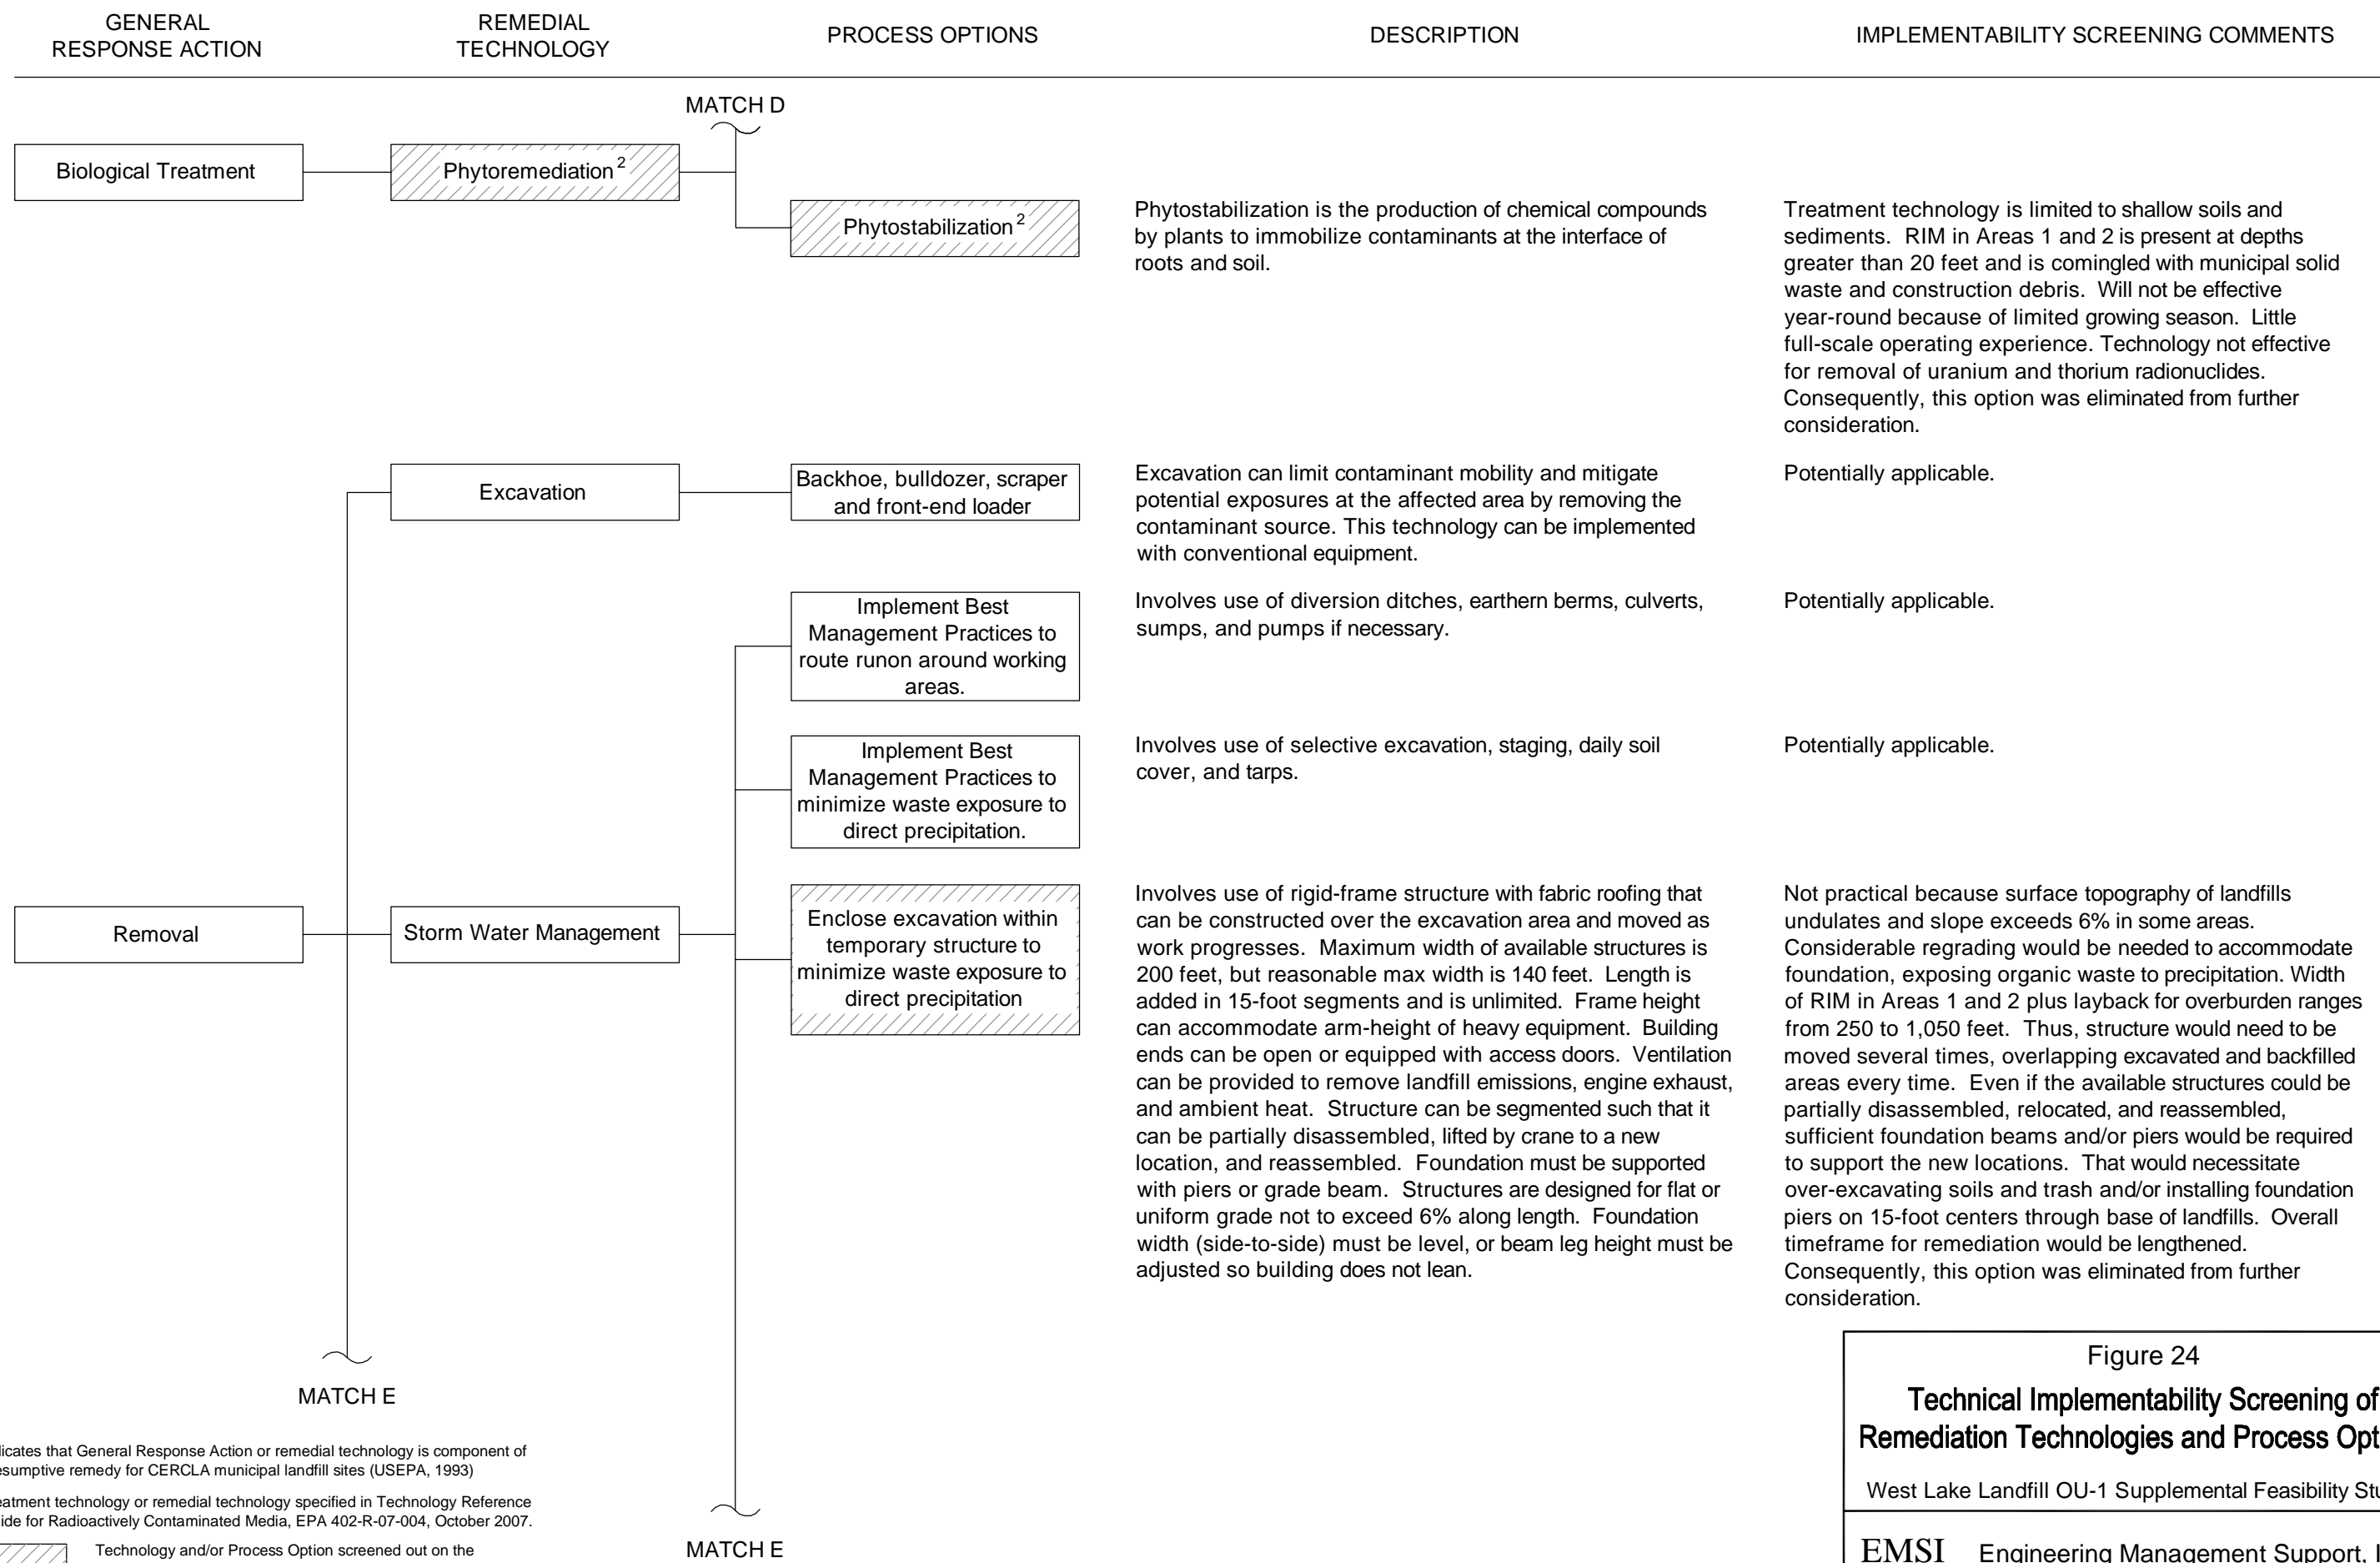 GENERAL
RESPONSE ACTION
REMEDIAL
TECHNOLOGY
PROCESS OPTIONS
DESCRIPTION
IMPLEMENTABILITY SCREENING COMMENTS
MATCH D
Biological Treatment
Phytoremediation 2
Phytostabilization 2
Phytostabilization is the production of chemical compounds
by plants to immobilize contaminants at the interface of
roots and soil.
Treatment technology is limited to shallow soils and
sediments. RIM in Areas 1 and 2 is present at depths
greater than 20 feet and is comingled with municipal solid
waste and construction debris. Will not be effective
year-round because of limited growing season. Little
full-scale operating experience. Technology not effective
for removal of uranium and thorium radionuclides.
Consequently, this option was eliminated from further
consideration.
Excavation
Backhoe, bulldozer, scraper
and front-end loader
Excavation can limit contaminant mobility and mitigate
potential exposures at the affected area by removing the
contaminant source. This technology can be implemented
with conventional equipment.
Potentially applicable.
Implement Best
Management Practices to
route runon around working
areas.
Involves use of diversion ditches, earthern berms, culverts,
sumps, and pumps if necessary.
Potentially applicable.
Implement Best
Management Practices to
minimize waste exposure to
direct precipitation.
Involves use of selective excavation, staging, daily soil
cover, and tarps.
Potentially applicable.
Removal
Storm Water Management
Enclose excavation within
temporary structure to
minimize waste exposure to
direct precipitation
Involves use of rigid-frame structure with fabric roofing that
can be constructed over the excavation area and moved as
work progresses. Maximum width of available structures is
200 feet, but reasonable max width is 140 feet. Length is
added in 15-foot segments and is unlimited. Frame height
can accommodate arm-height of heavy equipment. Building
ends can be open or equipped with access doors. Ventilation
can be provided to remove landfill emissions, engine exhaust,
and ambient heat. Structure can be segmented such that it
can be partially disassembled, lifted by crane to a new
location, and reassembled. Foundation must be supported
with piers or grade beam. Structures are designed for flat or
uniform grade not to exceed 6% along length. Foundation
width (side-to-side) must be level, or beam leg height must be
adjusted so building does not lean.
Not practical because surface topography of landfills
undulates and slope exceeds 6% in some areas.
Considerable regrading would be needed to accommodate
foundation, exposing organic waste to precipitation. Width
of RIM in Areas 1 and 2 plus layback for overburden ranges
from 250 to 1,050 feet. Thus, structure would need to be
moved several times, overlapping excavated and backfilled
areas every time. Even if the available structures could be
partially disassembled, relocated, and reassembled,
sufficient foundation beams and/or piers would be required
to support the new locations. That would necessitate
over-excavating soils and trash and/or installing foundation
piers on 15-foot centers through base of landfills. Overall
timeframe for remediation would be lengthened.
Consequently, this option was eliminated from further
consideration.
MATCH E
that General Response Action or remedial technology is component of
remedy for CERCLA municipal landfill sites (USEPA, 1993)
technology or remedial technology specified in Technology Reference
for Radioactively Contaminated Media, EPA 402-R-07-004, October 2007.
Technology and/or Process Option screened out on the
MATCH E
Figure 24
Technical Implementability Screening of
Remediation Technologies and Process
West Lake Landfill OU-1 Supplemental Feasibility
EMSI Engineering Management Support,